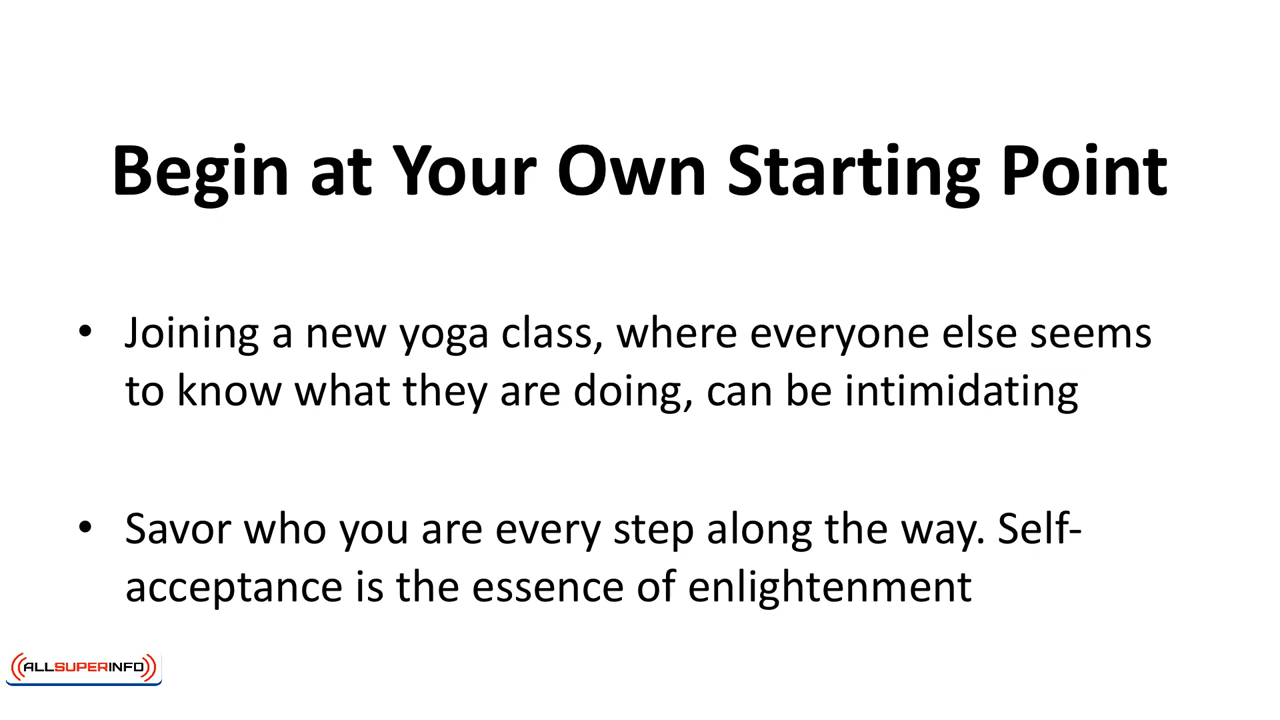 Begin at Your Own Starting Point
• Joining a new yoga class, where everyone else seems
to know what they are doing, can be intimidating
• Savor who you are every step along the way. Self-
acceptance is the essence of enlightenment
ALLSUPERINFO